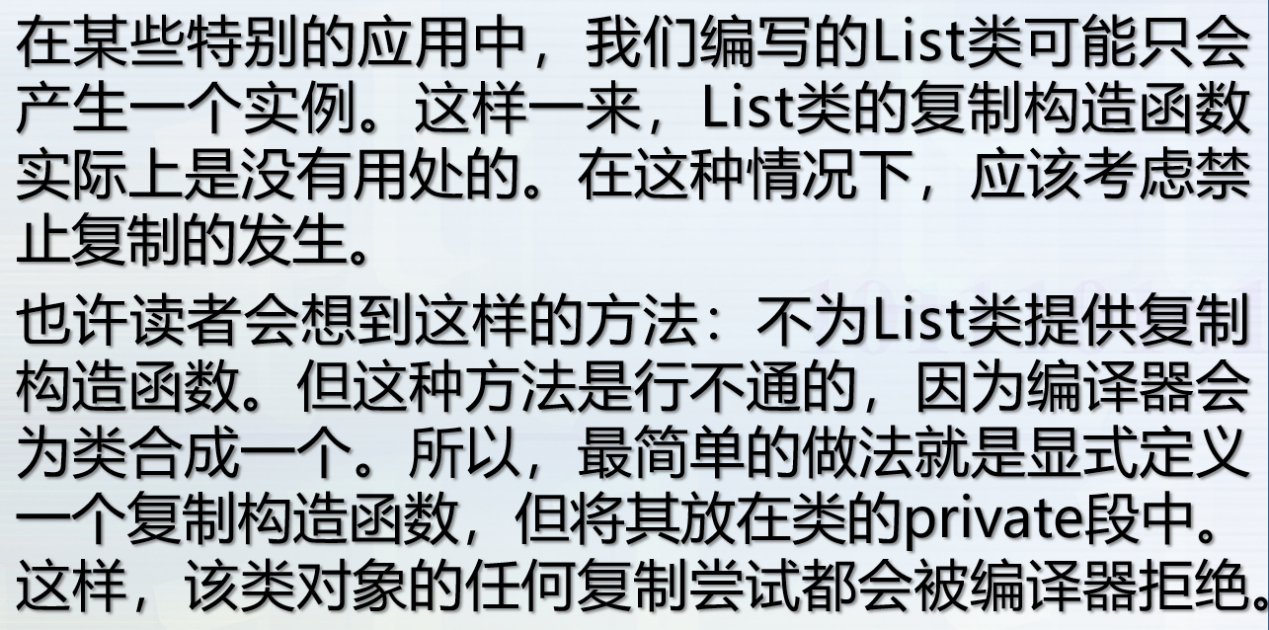 在某些特别的应用中，我们编写的List类可能只会
产生一个实例。这样一来，List类的复制构造函数
实际上是没有用处的。在这种情况下，应该考虑禁
止复制的发生。
也许读者会想到这样的方法：不为List类提供复制
构造函数。但这种方法是行不通的，因为编译器会
为类合成一个。所以，最简单的做法就是显式定义
一个复制构造函数，但将其放在类的private段中。
这样，该类对象的任何复制尝试都会被编译器拒绝。